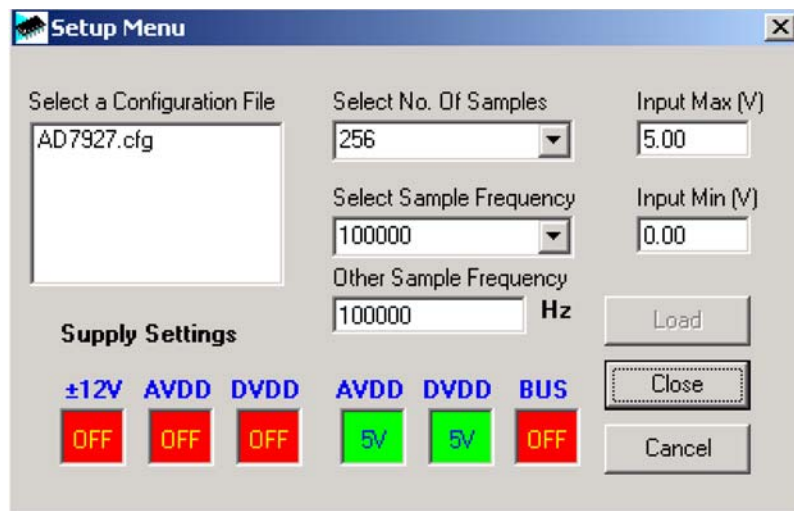 Setup Menu
Select a Configuration File
AD7927.cfg
Select No. Of Samples
256
Input Max (V)
5.00
Select Sample Frequency
100000
Input Min (V)
0.00
Other Sample Frequency
100000 Hz
Load
Supply Settings
±12V AVDD DVDD AVDD DVDD BUS
OFF OFF OFF 5V 5V OFF
Close
Cancel